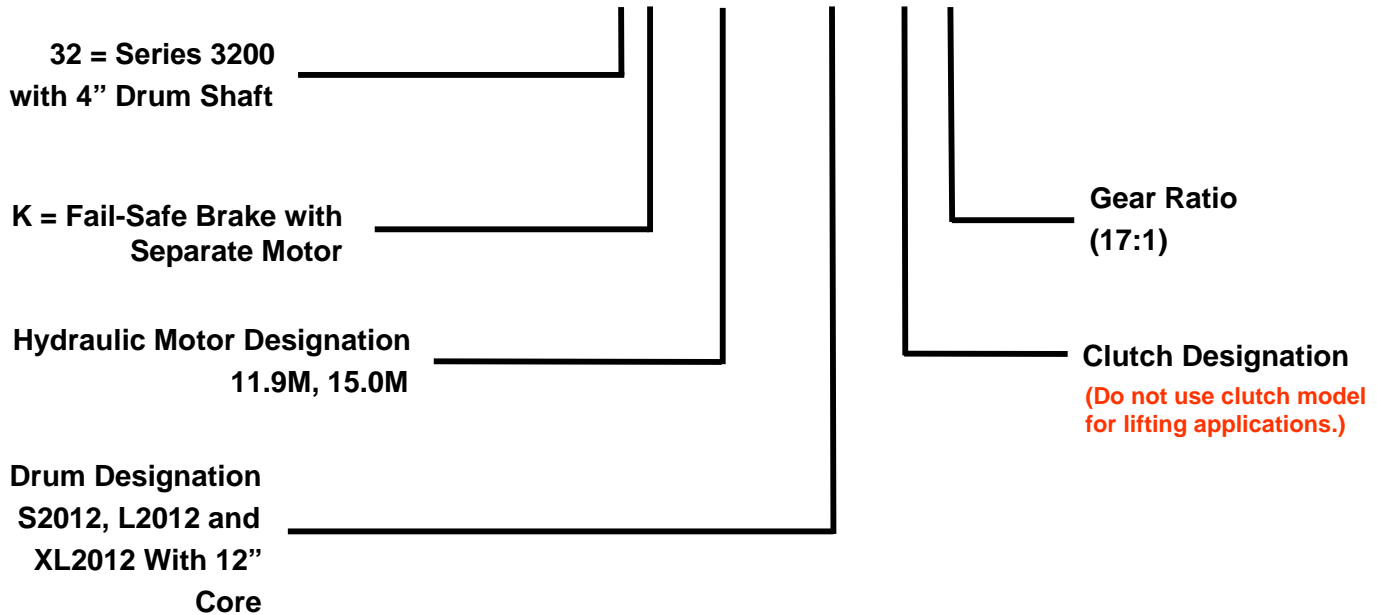 32 = Series 3200
with 4” Drum Shaft
K = Fail-Safe Brake with
Separate Motor
Hydraulic Motor Designation
11.9M, 15.0M
Drum Designation
S2012, L2012 and
XL2012 With 12”
Core
Gear Ratio
(17:1)
Clutch Designation
(Do not use clutch model
for lifting applications.)